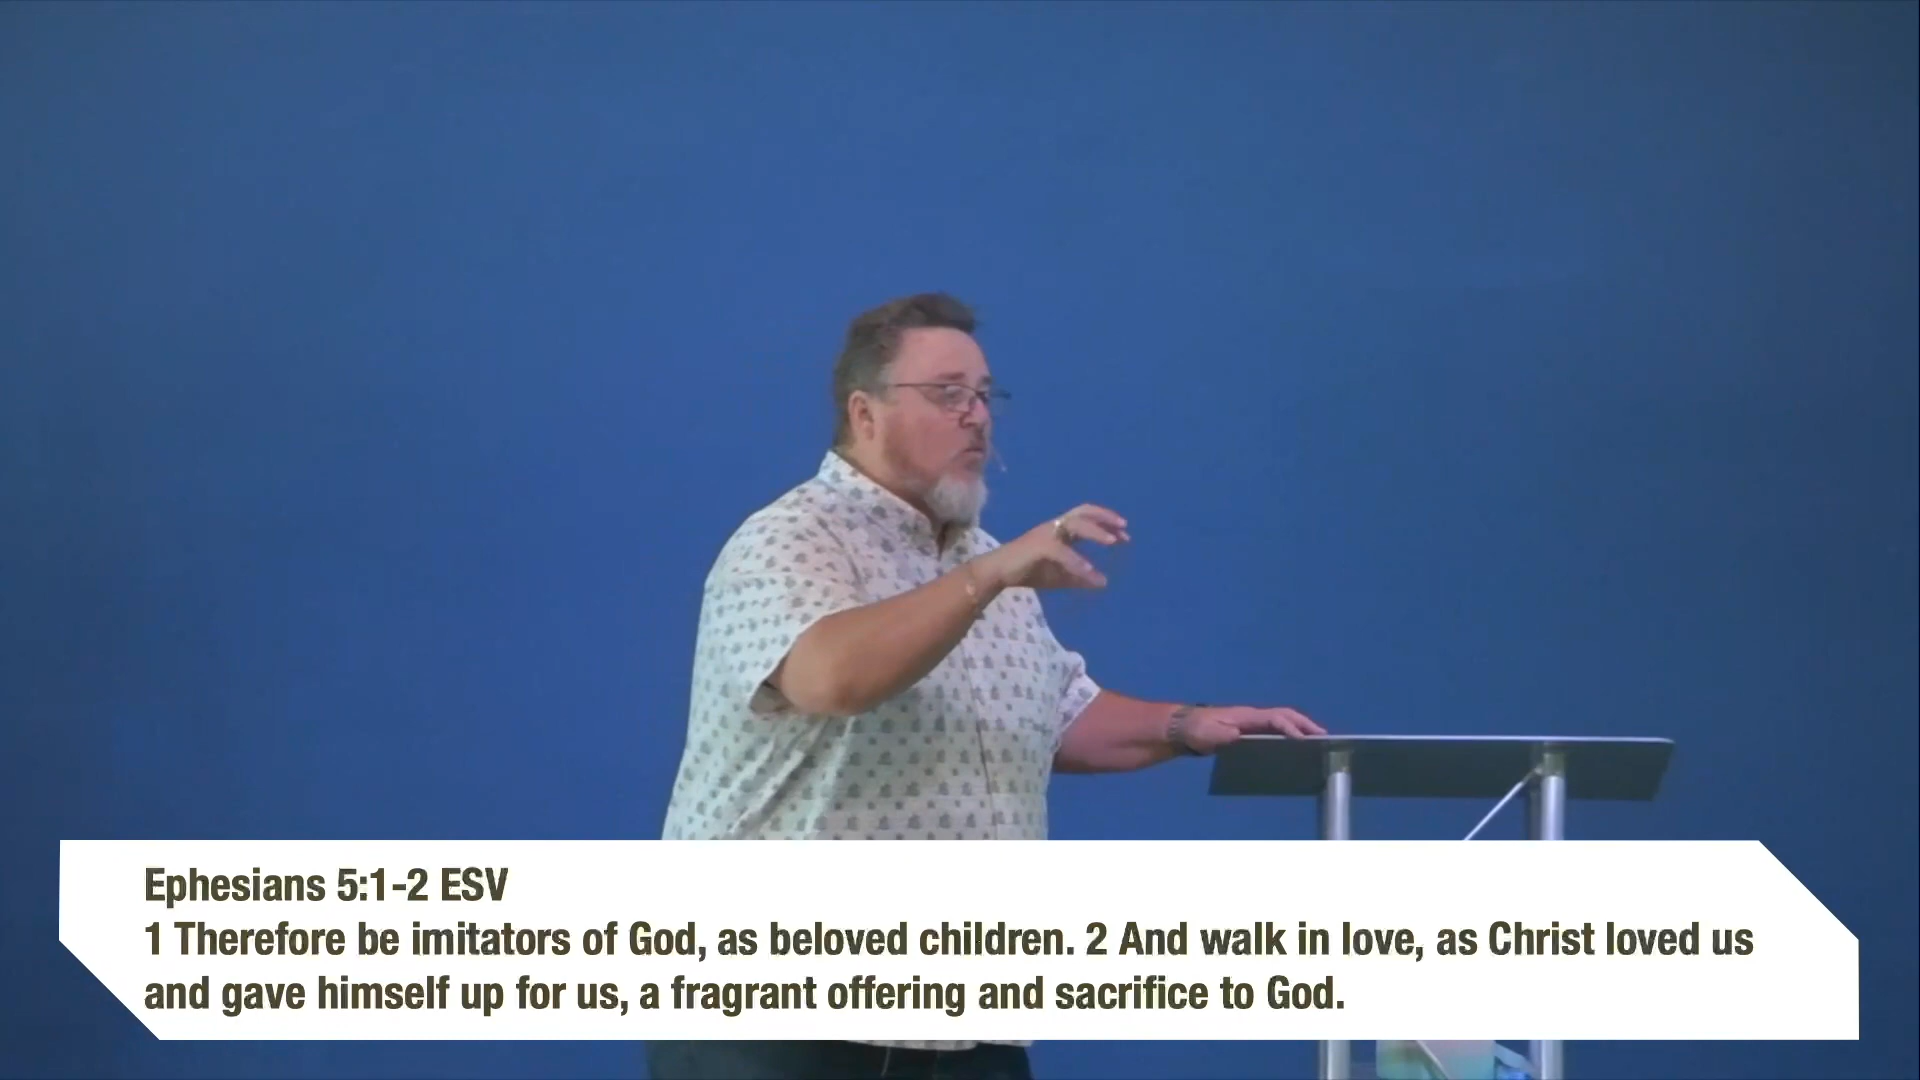 Ephesians 5:1-2 ESV
1 Therefore be imitators of God, as beloved children. 2 And walk in love, as Christ loved us
and gave himself up for us, a fragrant offering and sacrifice to God.